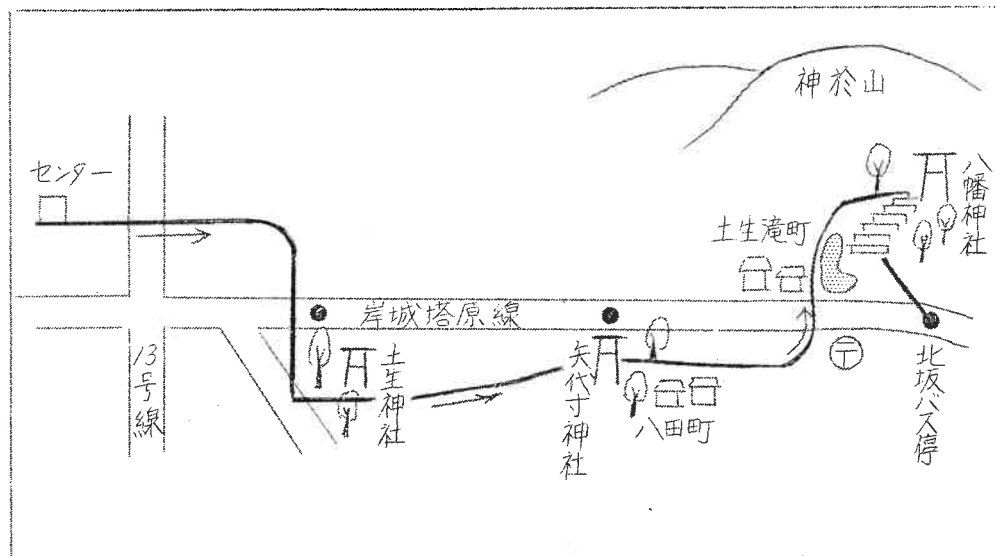 神於山
センター
八幡神社
土生滝町
岸城塔原線
13号線
土生神社
矢代寸神社
八田町
〒
北坂バス停